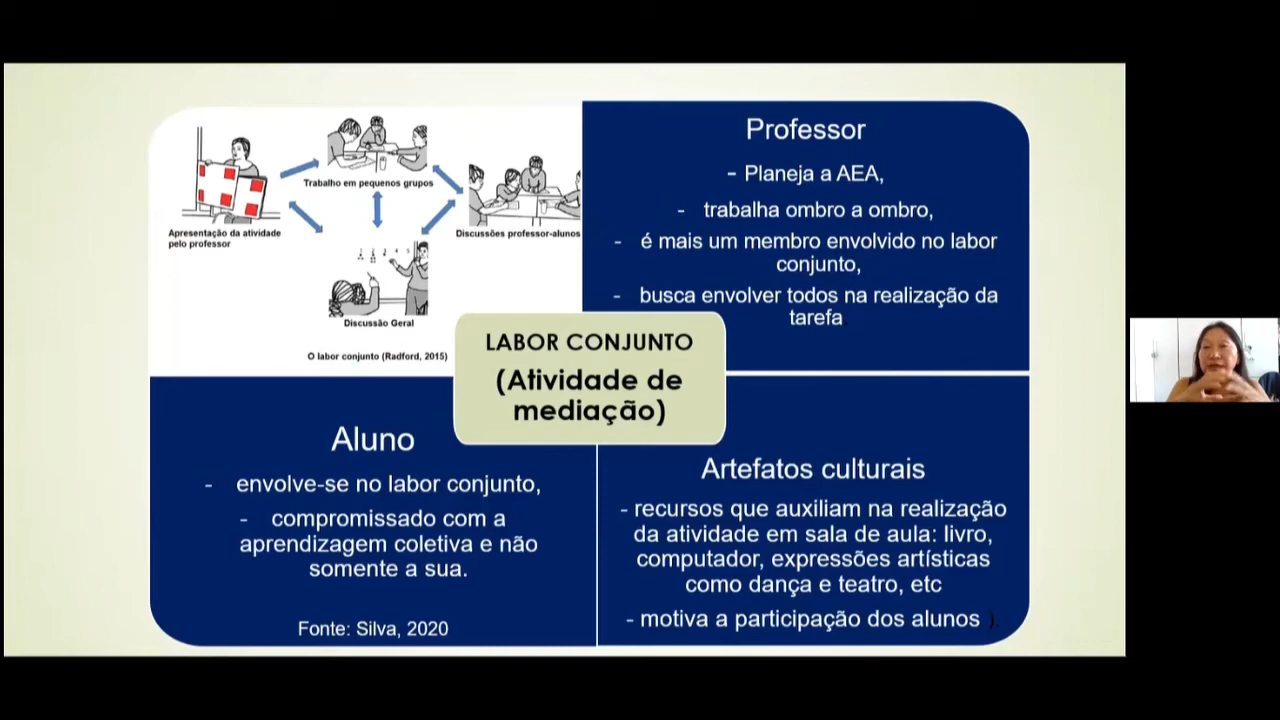 Trabalho em pequenos grupos
Apresentação da atividade
pelo professor
Discussões professor-alunos
Discussão Geral
O labor conjunto (Radford, 2015)
Professor
- Planeja a AEA,
- trabalha ombro a ombro,
- é mais um membro envolvido no labor
conjunto,
- busca envolver todos na realização da
tarefa
LABOR CONJUNTO
(Atividade de
mediação)
Aluno
- envolve-se no labor conjunto,
- compromissado com a
aprendizagem coletiva e não
somente a sua.
Fonte: Silva, 2020
Artefatos culturais
- recursos que auxiliam na realização
da atividade em sala de aula: livro,
computador, expressões artísticas
como dança e teatro, etc
- motiva a participação dos alunos ).